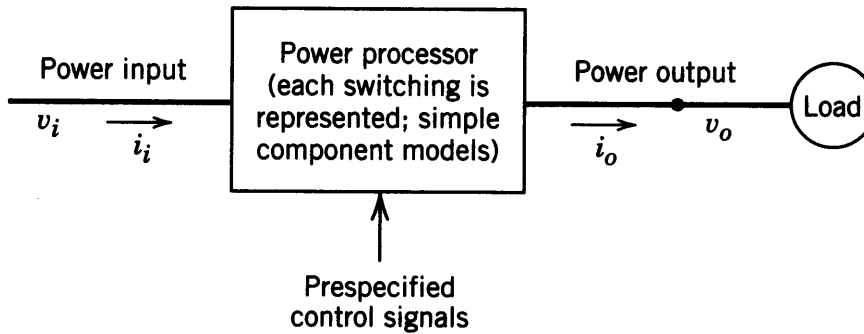 Power input
v_i
i_i
Power processor
(each switching is
represented; simple
component models)
Power output
i_o
v_o
Load
Prespecified
control signals